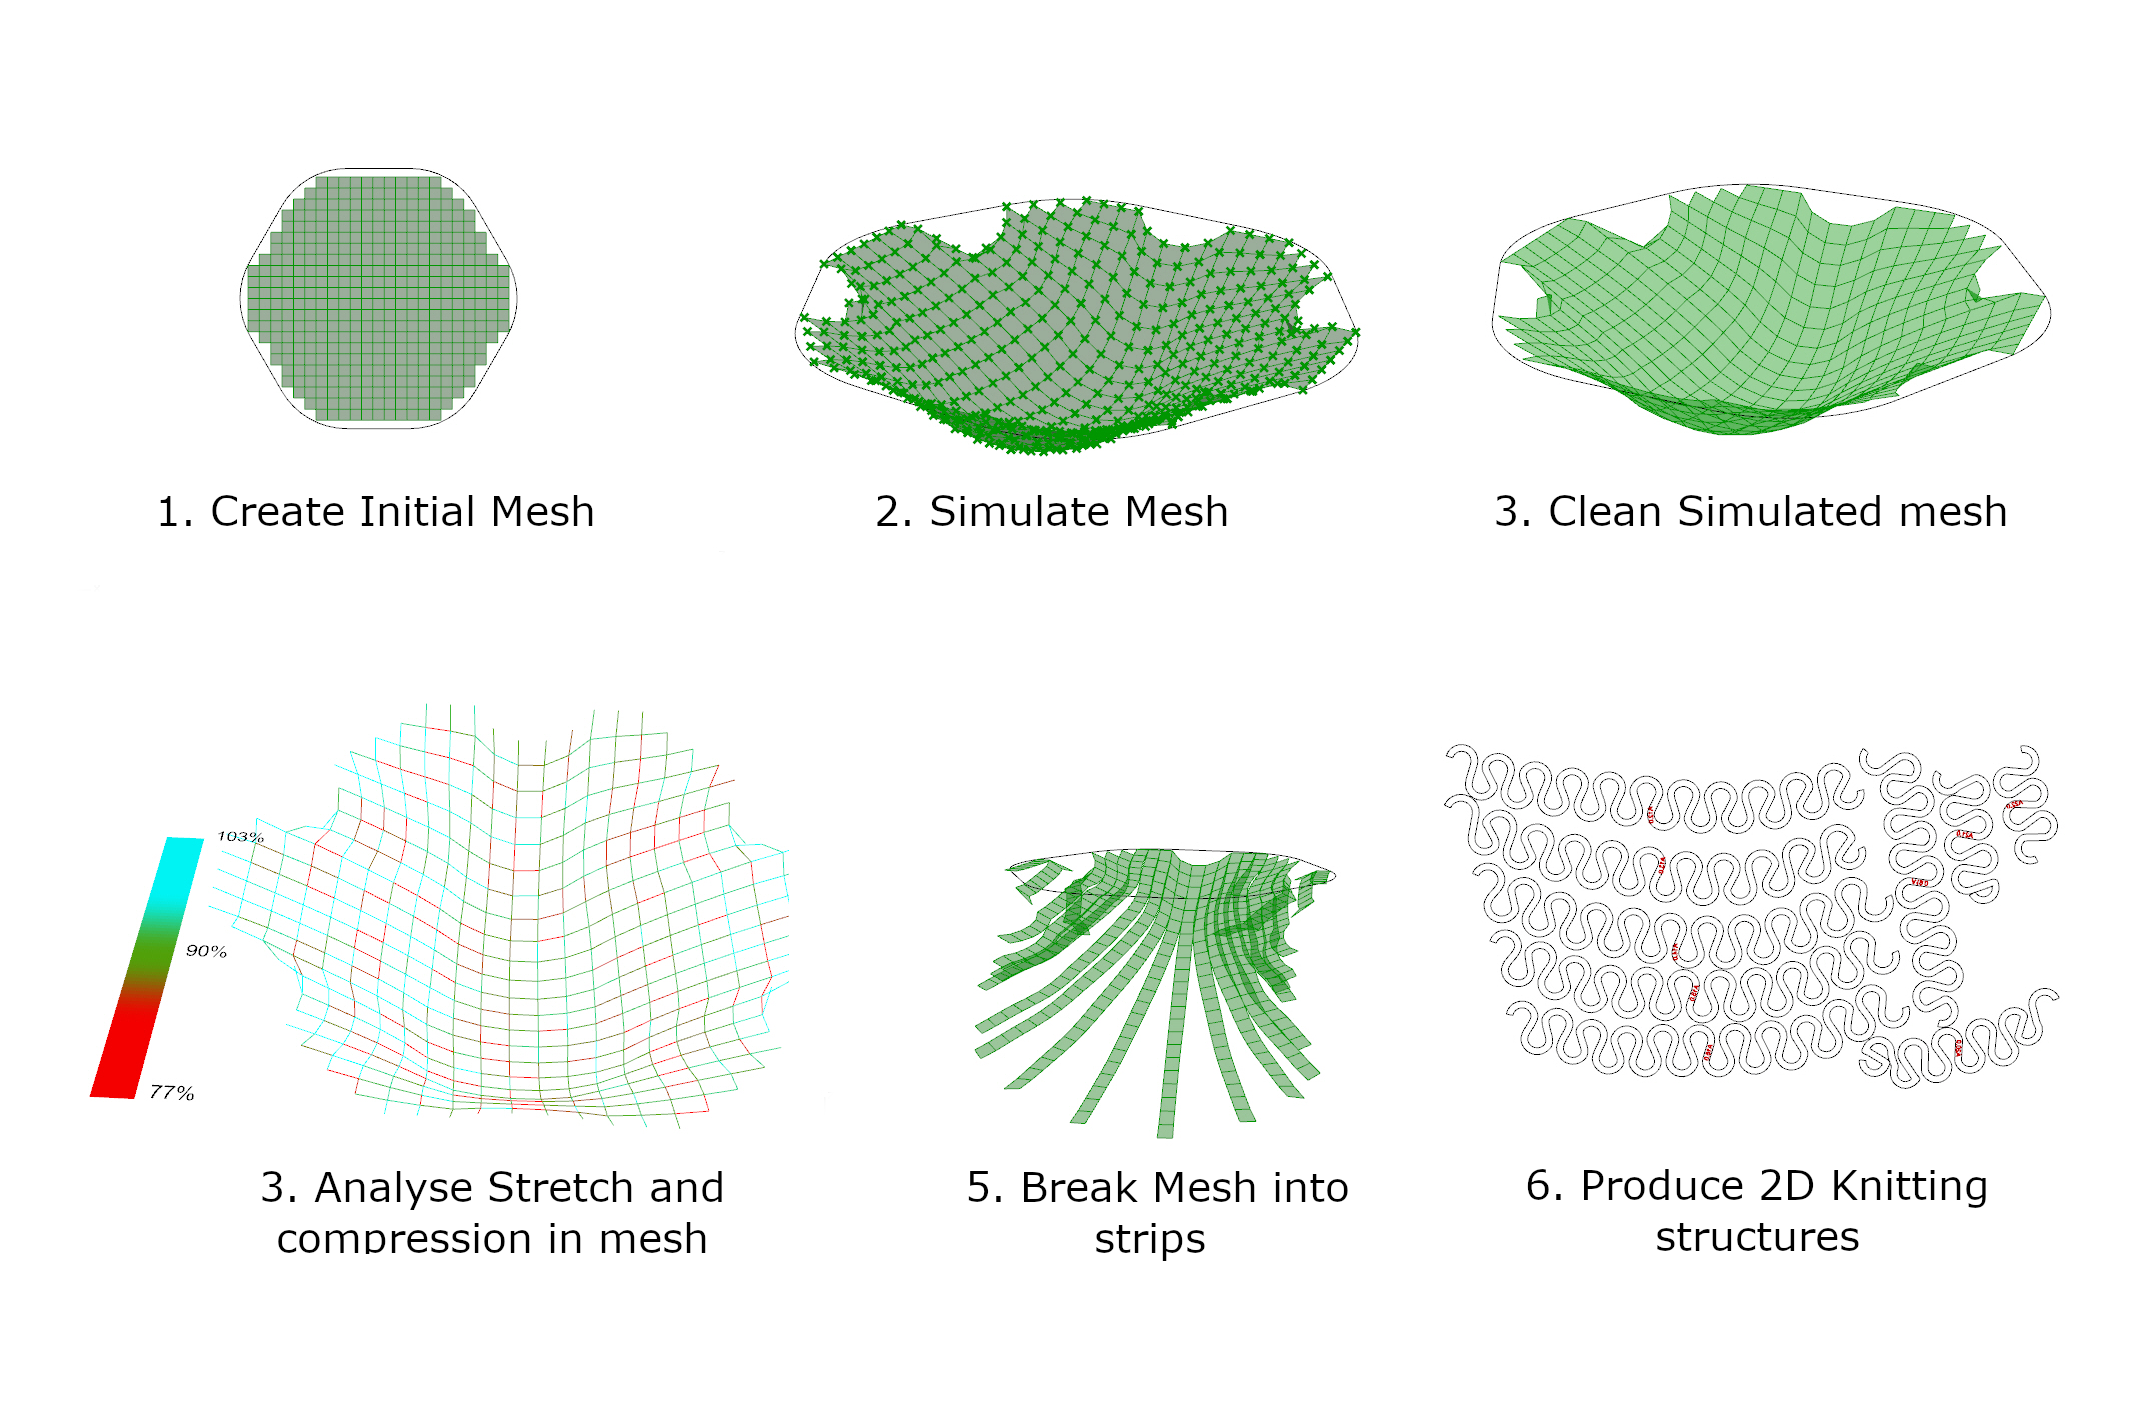 1. Create Initial Mesh
2. Simulate Mesh
3. Clean Simulated mesh
103%
90%
77%
3. Analyse Stretch and
compression in mesh
5. Break Mesh into
strips
6. Produce 2D Knitting
structures